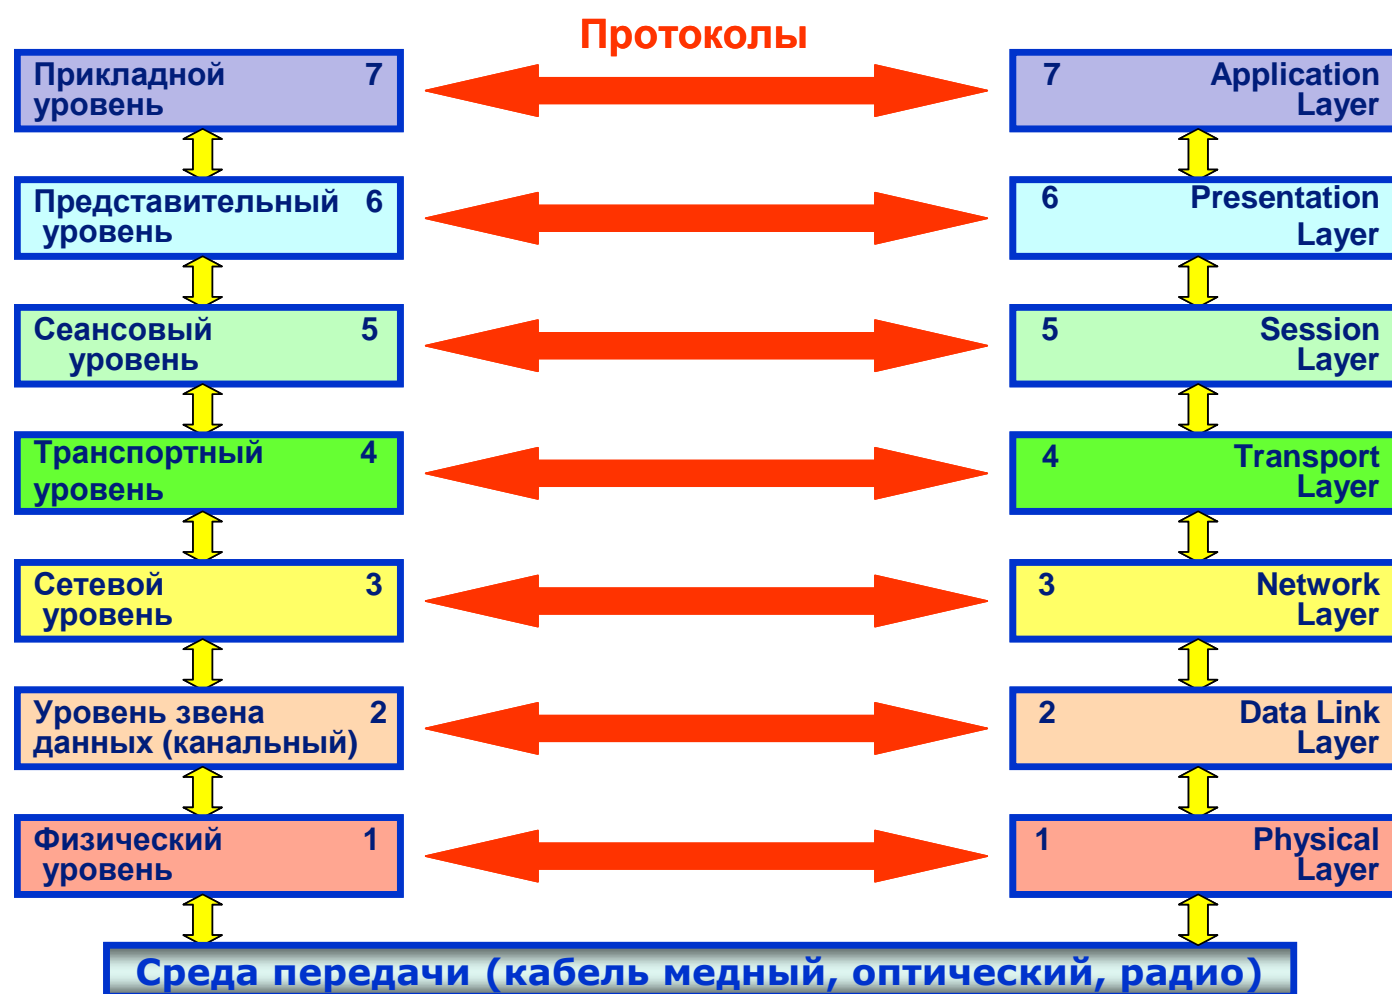 Протоколы
Прикладной 7
уровень
7 Application
Layer
Представительный 6
уровень
6 Presentation
Layer
Сеансовый 5
уровень
5 Session
Layer
Транспортный 4
уровень
4 Transport
Layer
Сетевой 3
уровень
3 Network
Layer
Уровень звена 2
данных (канальный)
2 Data Link
Layer
Физический 1
уровень
1 Physical
Layer
Среда передачи (кабель медный, оптический, радио)